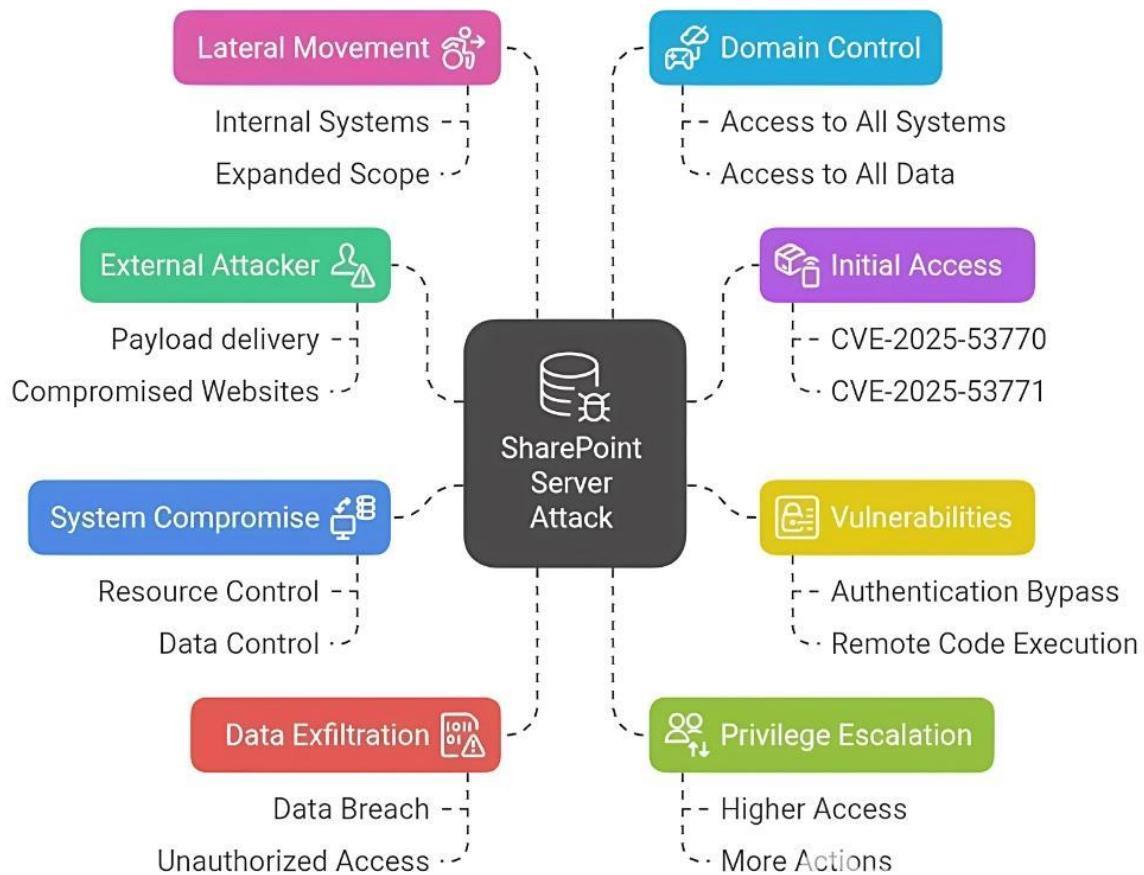 Lateral Movement
Internal Systems
Expanded Scope
Domain Control
Access to All Systems
Access to All Data
External Attacker
Payload delivery
Compromised Websites
Initial Access
CVE-2025-53770
CVE-2025-53771
SharePoint
Server
Attack
System Compromise
Resource Control
Data Control
Vulnerabilities
Authentication Bypass
Remote Code Execution
Data Exfiltration
Data Breach
Unauthorized Access
Privilege Escalation
Higher Access
More Actions